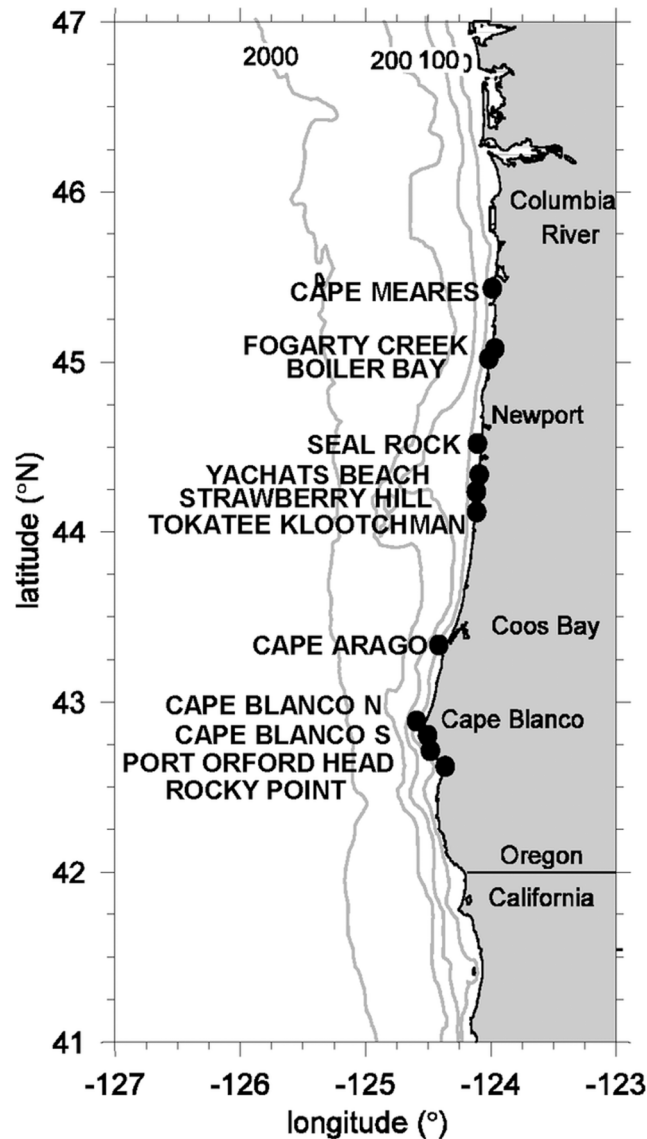 47
2000
200 100
46
Columbia
River
CAPE MEARES
FOGARTY CREEK
45
BOILER BAY
Newport
SEAL ROCK
YACHATS BEACH
STRAWBERRY HILL
TOKATEE KLOOTCHMAN
44
CAPE ARAGO
Coos Bay
43
CAPE BLANCO N
Cape Blanco
CAPE BLANCO S
PORT ORFORD HEAD
ROCKY POINT
Oregon
42
California
41
-127 -126 -125 -124 -123
latitude (°N)
longitude (°)